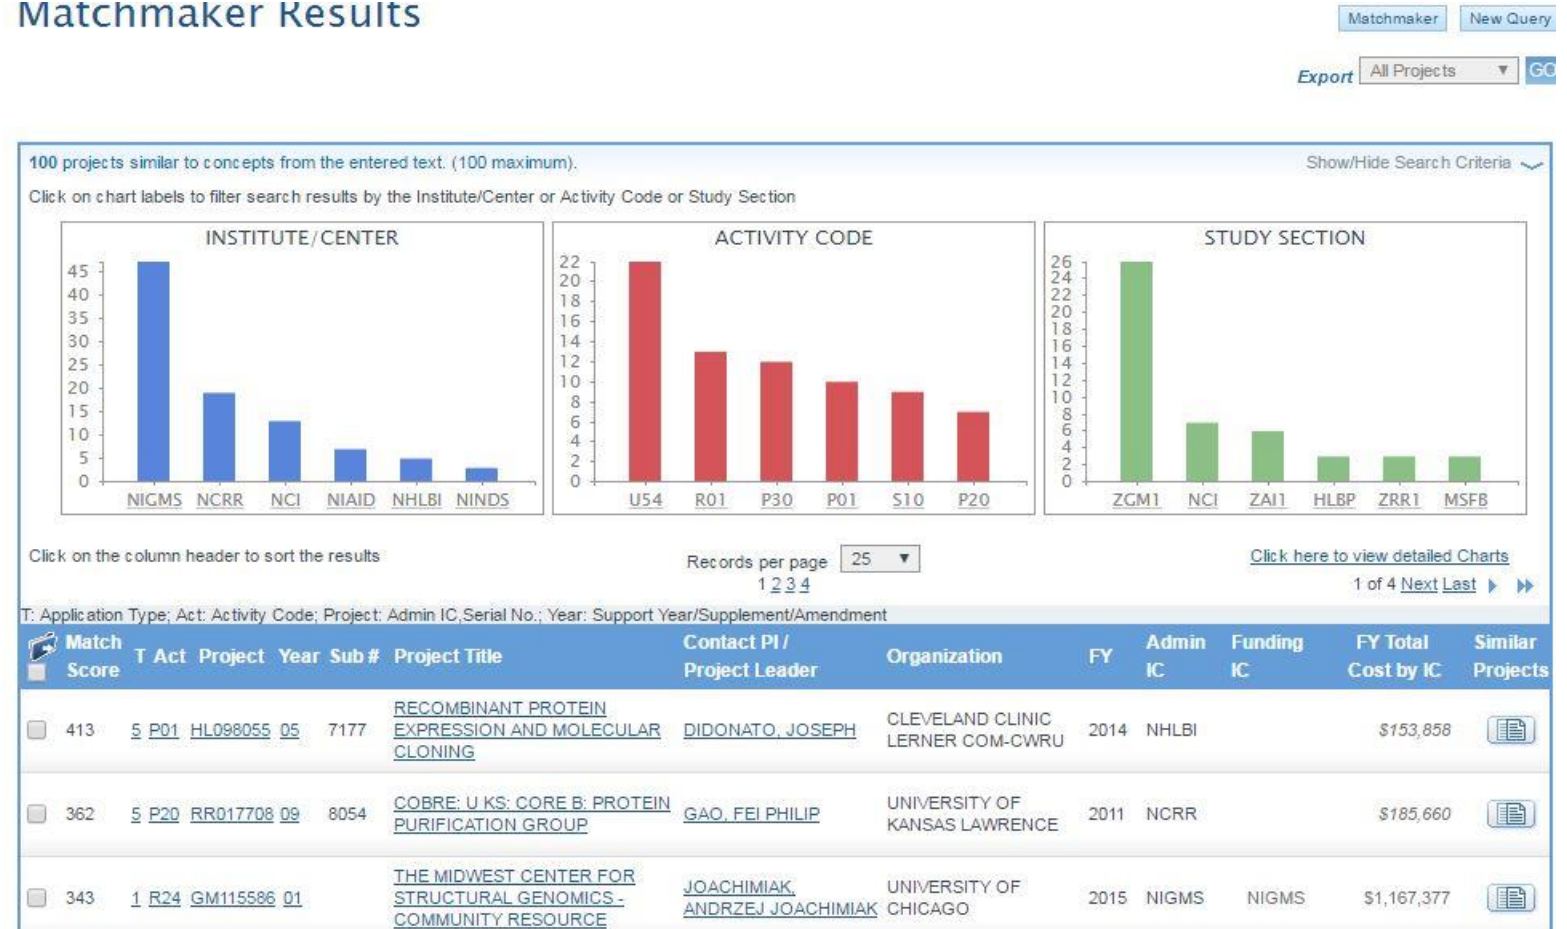 Matchmaker Results
Matchmaker New Query
Export All Projects GO
100 projects similar to concepts from the entered text. (100 maximum).
Show/Hide Search Criteria
Click on chart labels to filter search results by the Institute/Center or Activity Code or Study Section
INSTITUTE/CENTER
45
40
35
30
25
20
15
10
5
0
NIGMS NCRR NCI NIAID NHLBI NINDS
ACTIVITY CODE
22
20
18
16
14
12
10
8
6
4
2
0
U54 R01 P30 P01 S10 P20
STUDY SECTION
26
24
22
20
18
16
14
12
10
8
6
4
2
0
ZGM1 NCI ZAI1 HLBP ZRR1 MSFB
Click on the column header to sort the results
Records per page 25
1 2 3 4
Click here to view detailed Charts
1 of 4 Next Last
T: Application Type; Act: Activity Code; Project: Admin IC,Serial No.; Year: Support Year/Supplement/Amendment
Match Score T Act Project Year Sub # Project Title Contact PI / Project Leader Organization FY Admin IC Funding IC FY Total Cost by IC Similar Projects
413 5 P01 HL098055 05 7177 RECOMBINANT PROTEIN EXPRESSION AND MOLECULAR CLONING DIDONATO, JOSEPH CLEVELAND CLINIC LERNER COM-CWRU 2014 NHLBI $153,858
362 5 P20 RR017708 09 8054 COBRE: U KS: CORE B: PROTEIN PURIFICATION GROUP GAO, FEI PHILIP UNIVERSITY OF KANSAS LAWRENCE 2011 NCRR $185,660
343 1 R24 GM115586 01 THE MIDWEST CENTER FOR STRUCTURAL GENOMICS - COMMUNITY RESOURCE JOACHIMIAK, ANDRZEJ JOACHIMIAK UNIVERSITY OF CHICAGO 2015 NIGMS NIGMS $1,167,377